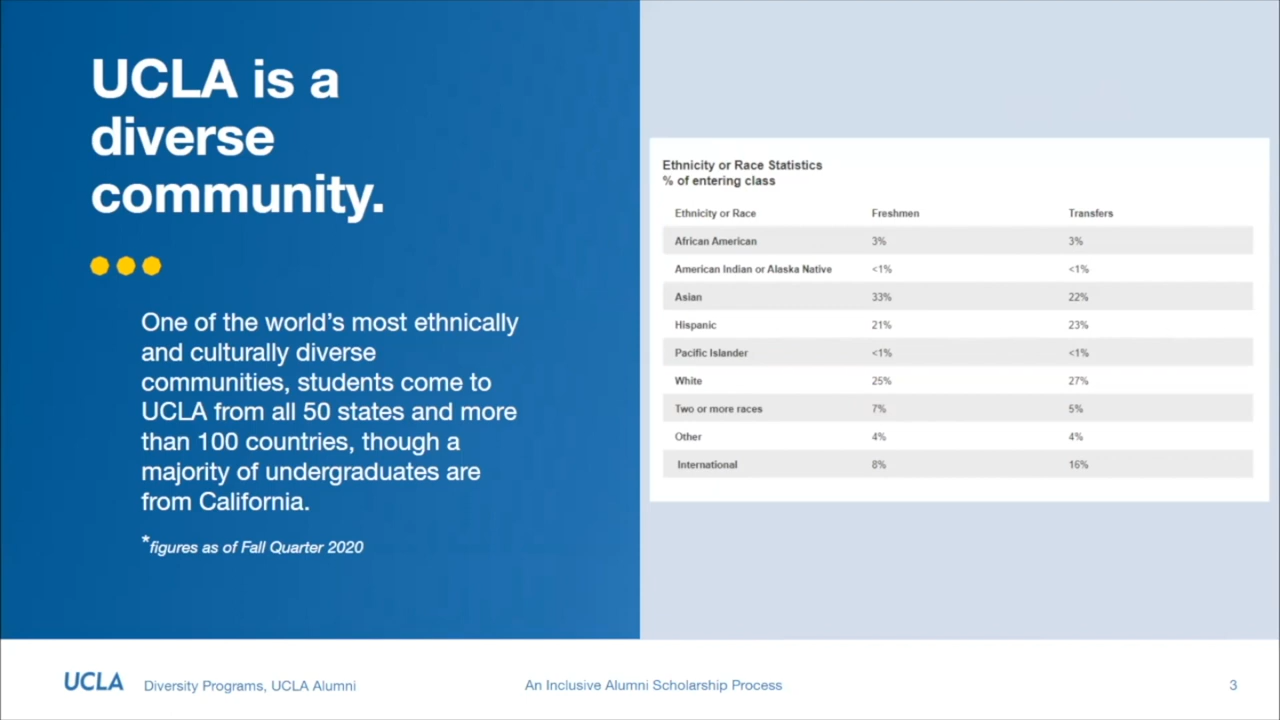 UCLA is a
diverse
community.
One of the world's most ethnically
and culturally diverse
communities, students come to
UCLA from all 50 states and more
than 100 countries, though a
majority of undergraduates are
from California.
*figures as of Fall Quarter 2020
Ethnicity or Race Statistics
% of entering class
Ethnicity or Race Freshmen Transfers
African American 3% 3%
American Indian or Alaska Native <1% <1%
Asian 33% 22%
Hispanic 21% 23%
Pacific Islander <1% <1%
White 25% 27%
Two or more races 7% 5%
Other 4% 4%
International 8% 16%
UCLA Diversity Programs, UCLA Alumni An Inclusive Alumni Scholarship Process 3